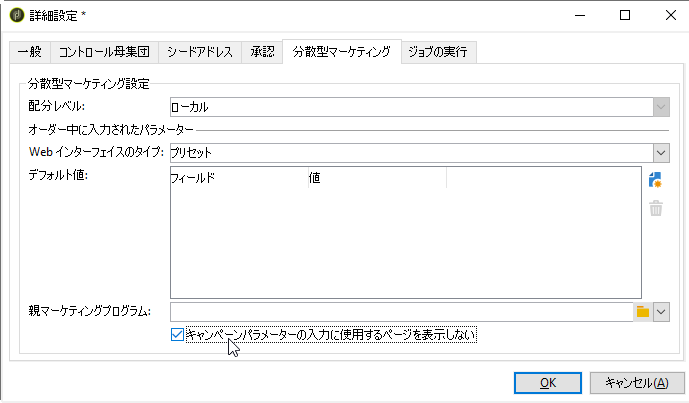 詳細設定 *
一般 コントロール母集団 シードアドレス 承認 分散型マーケティング ジョブの実行
分散型マーケティング設定
配分レベル: ローカル
オーダー中に入力されたパラメーター
Web インターフェイスのタイプ: プリセット
デフォルト値: フィールド 値
親マーケティングプログラム:
キャンペーンパラメーターの入力に使用するページを表示しない
OK キャンセル(A)